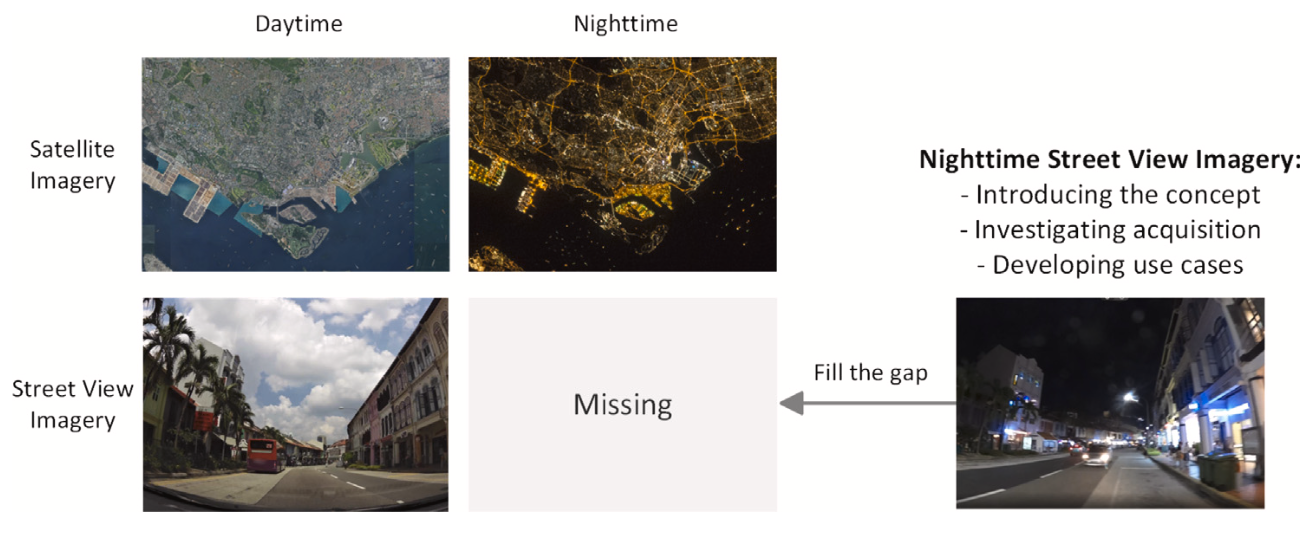 Daytime
Nighttime
Satellite
Imagery
Nighttime Street View Imagery:
- Introducing the concept
- Investigating acquisition
- Developing use cases
Street View
Imagery
Missing
Fill the gap